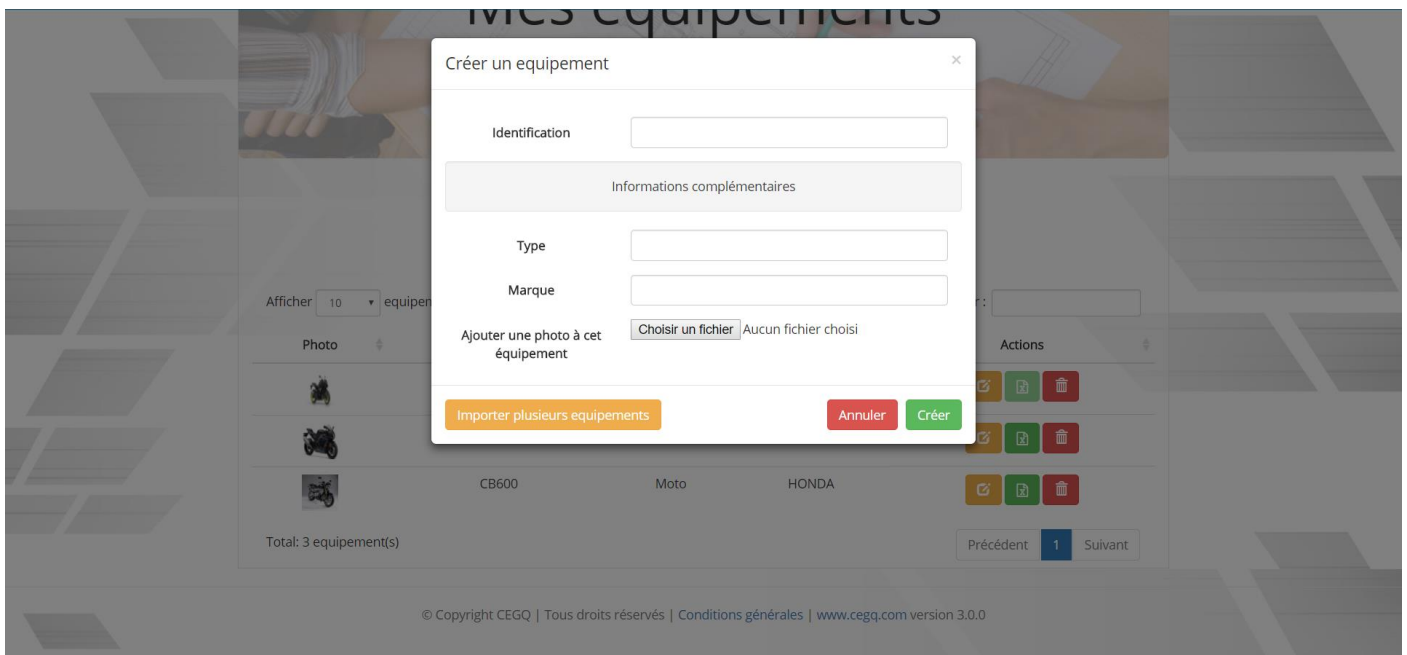 Mes équipements
Créer un equipement ×
Identification
Informations complémentaires
Type
Marque
Ajouter une photo à cet
équipement
Choisir un fichier Aucun fichier choisi
Importer plusieurs equipements Annuler Créer
Afficher 10 equipem
r :
Photo Actions
CB600 Moto HONDA
Total: 3 equipement(s) Précédent 1 Suivant
© Copyright CEGQ | Tous droits réservés | Conditions générales | www.cegq.com version 3.0.0